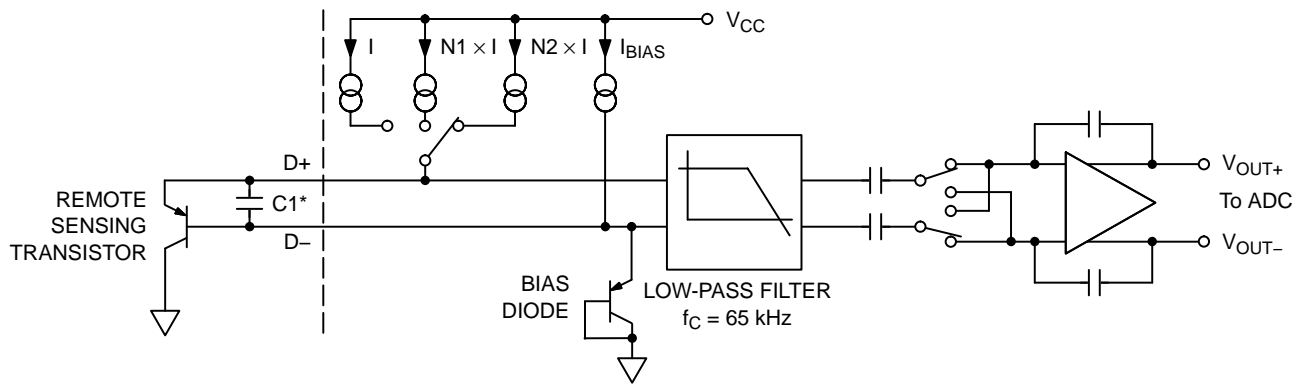 V_CC
I
N1 × I
N2 × I
I_BIAS
D+
C1*
D−
REMOTE
SENSING
TRANSISTOR
BIAS
DIODE
LOW-PASS FILTER
f_C = 65 kHz
V_OUT+
To ADC
V_OUT−